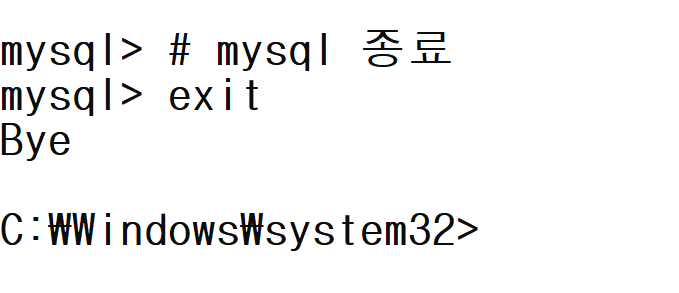 mysql> # mysql 종료
mysql> exit
Bye
C:₩Windows₩system32>